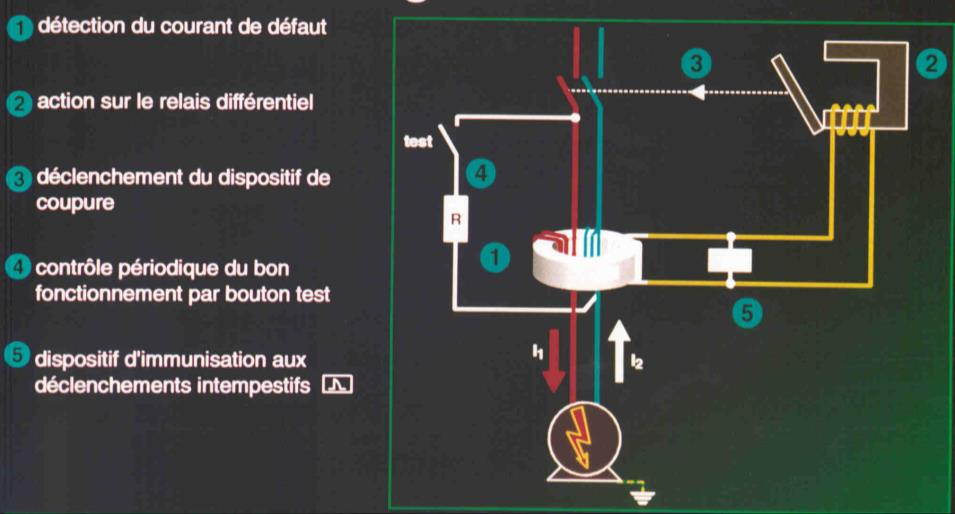 1 détection du courant de défaut
2 action sur le relais différentiel
3 déclenchement du dispositif de
coupure
4 contrôle périodique du bon
fonctionnement par bouton test
5 dispositif d'immunisation aux
déclenchements intempestifs
3
2
test
4
R
1
5
I1
I2